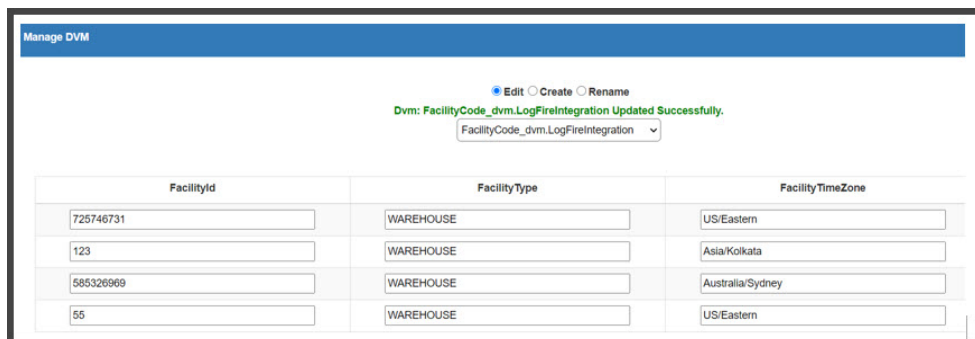 Manage DVM
Edit Create Rename
Dvm: FacilityCode_dvm.LogFireIntegration Updated Successfully.
FacilityCode_dvm.LogFireIntegration
FacilityId FacilityType FacilityTimeZone
725746731 WAREHOUSE US/Eastern
123 WAREHOUSE Asia/Kolkata
585326969 WAREHOUSE Australia/Sydney
55 WAREHOUSE US/Eastern